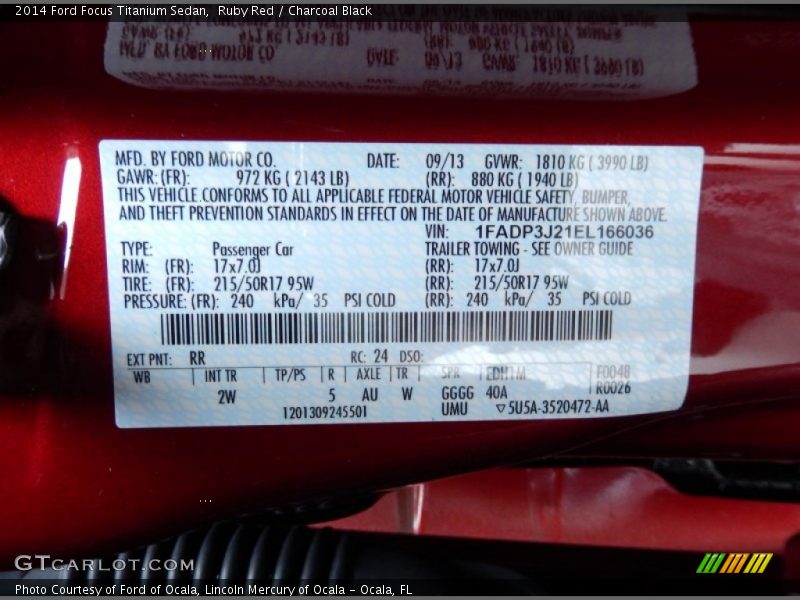 2014 Ford Focus Titanium Sedan, Ruby Red / Charcoal Black
MFD. BY FORD MOTOR CO. DATE: 09/13 GVWR: 1810 KG ( 3990 LB)
GAWR: (FR): 972 KG ( 2143 LB) (RR): 880 KG ( 1940 LB)
THIS VEHICLE CONFORMS TO ALL APPLICABLE FEDERAL MOTOR VEHICLE SAFETY, BUMPER,
AND THEFT PREVENTION STANDARDS IN EFFECT ON THE DATE OF MANUFACTURE SHOWN ABOVE.
VIN: 1FADP3J21EL166036
TYPE: Passenger Car TRAILER TOWING - SEE OWNER GUIDE
RIM: (FR): 17x7.0J (RR): 17x7.0J
TIRE: (FR): 215/50R17 95W (RR): 215/50R17 95W
PRESSURE: (FR): 240 kPa/ 35 PSI COLD (RR): 240 kPa/ 35 PSI COLD
EXT PNT: RR RC: 24 DSO:
WB INT TR TP/PS R AXLE TR SPR F0048
2W 5 AU W GGGG 40A R0026
1201309245501 UMU ▽5U5A-3520472-AA
GTCARLOT.COM
Photo Courtesy of Ford of Ocala, Lincoln Mercury of Ocala - Ocala, FL